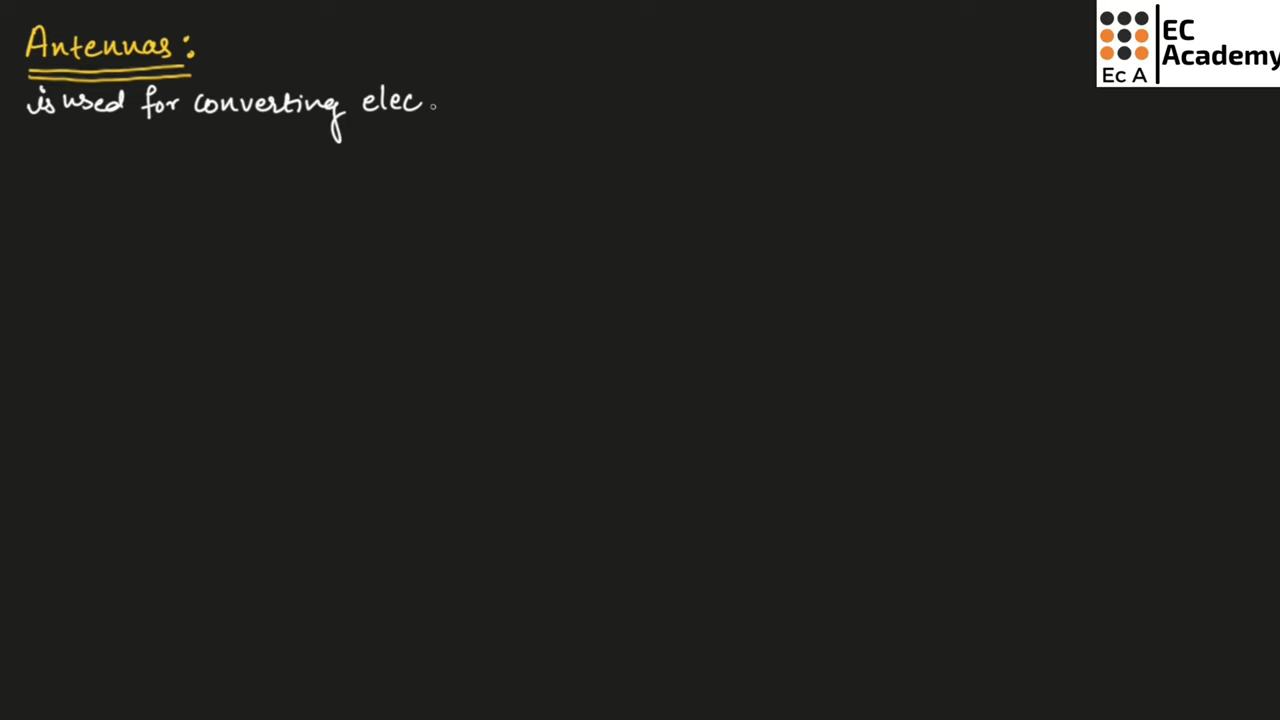 Antennas:
is used for converting elec.
EC
Academy
Ec A